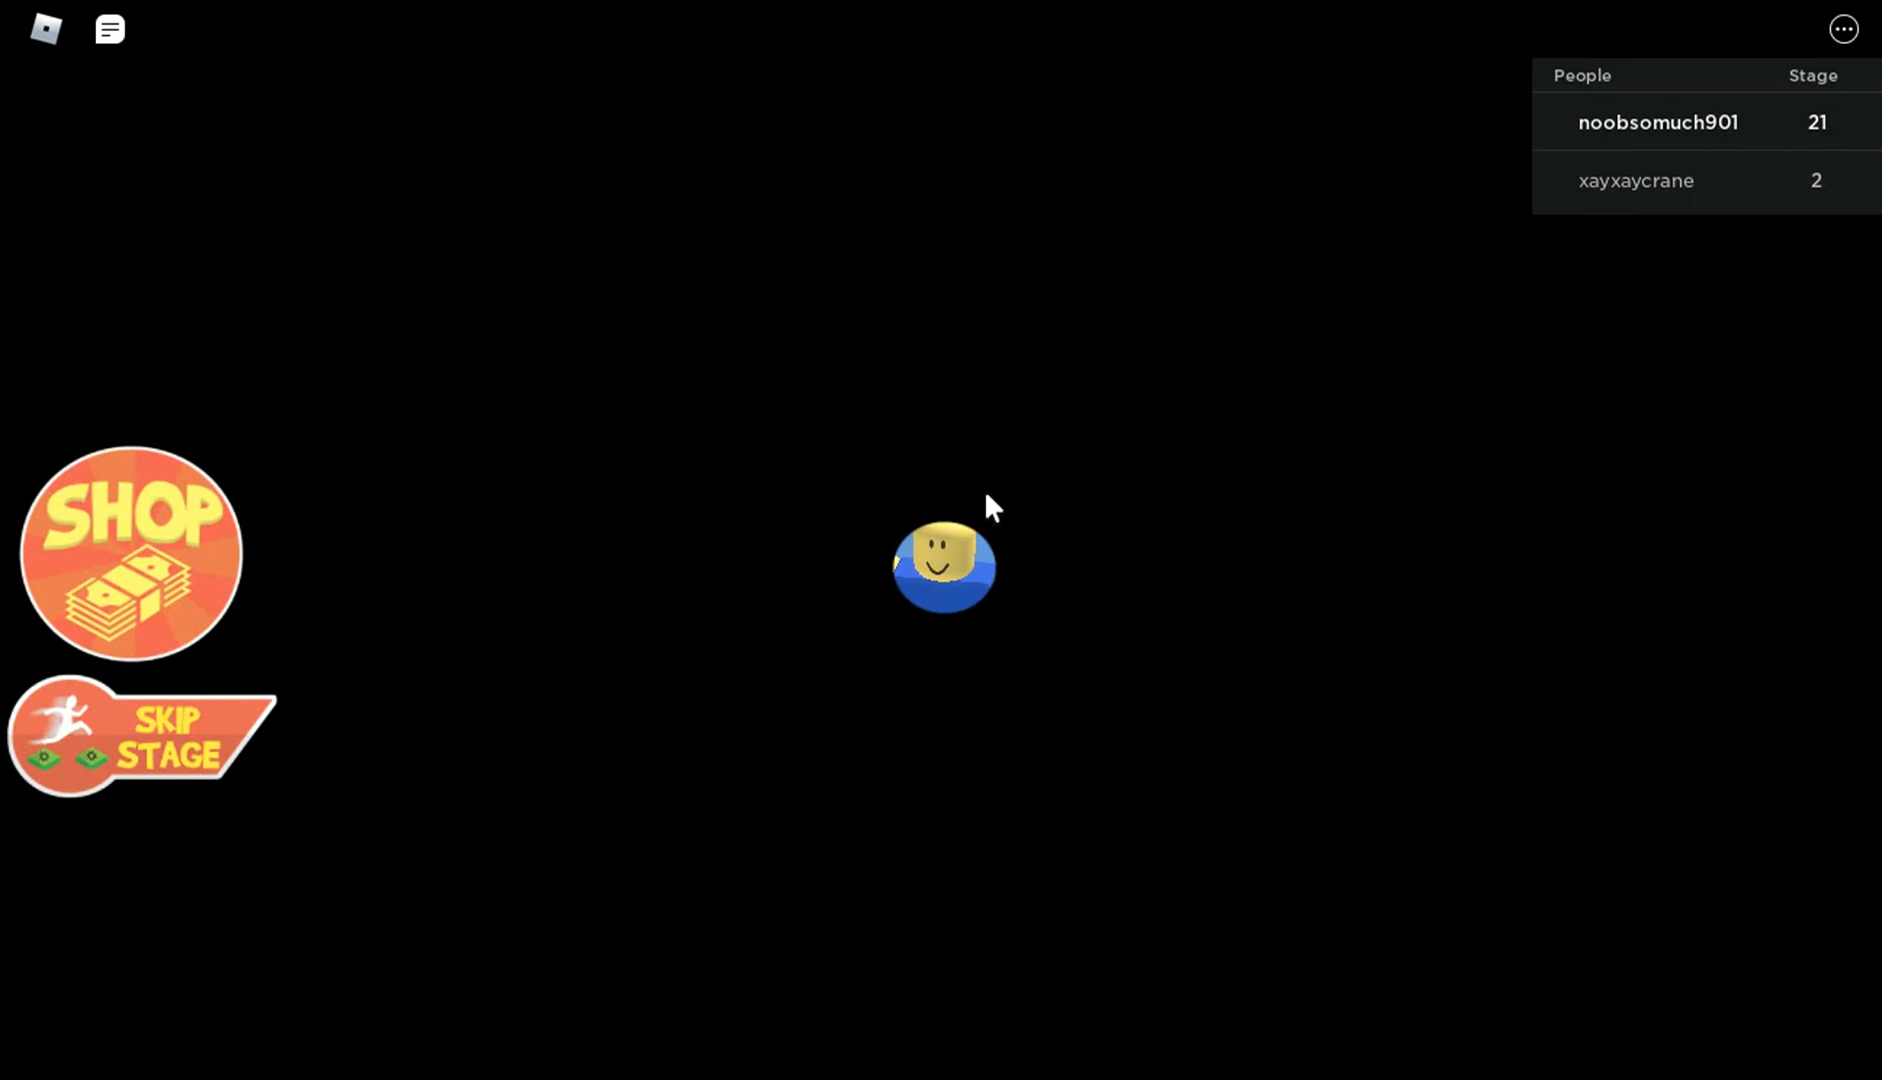 People Stage
noobsomuch901 21
xayxaycrane 2
SHOP
SKIP
STAGE